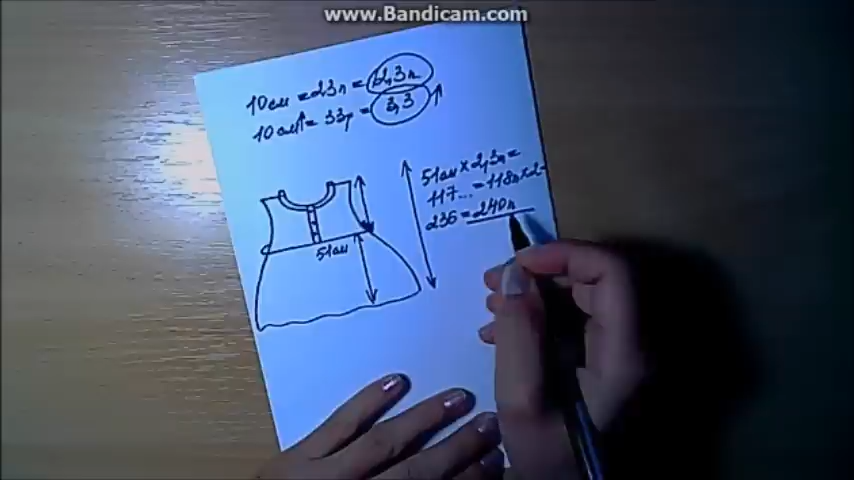 www.Bandicam.com
10см = 23п = 2,3п
10см↑ = 33р = 3,3 ↑
51см × 2,3п =
117... = 118п × 2 =
236 = 240п
51см